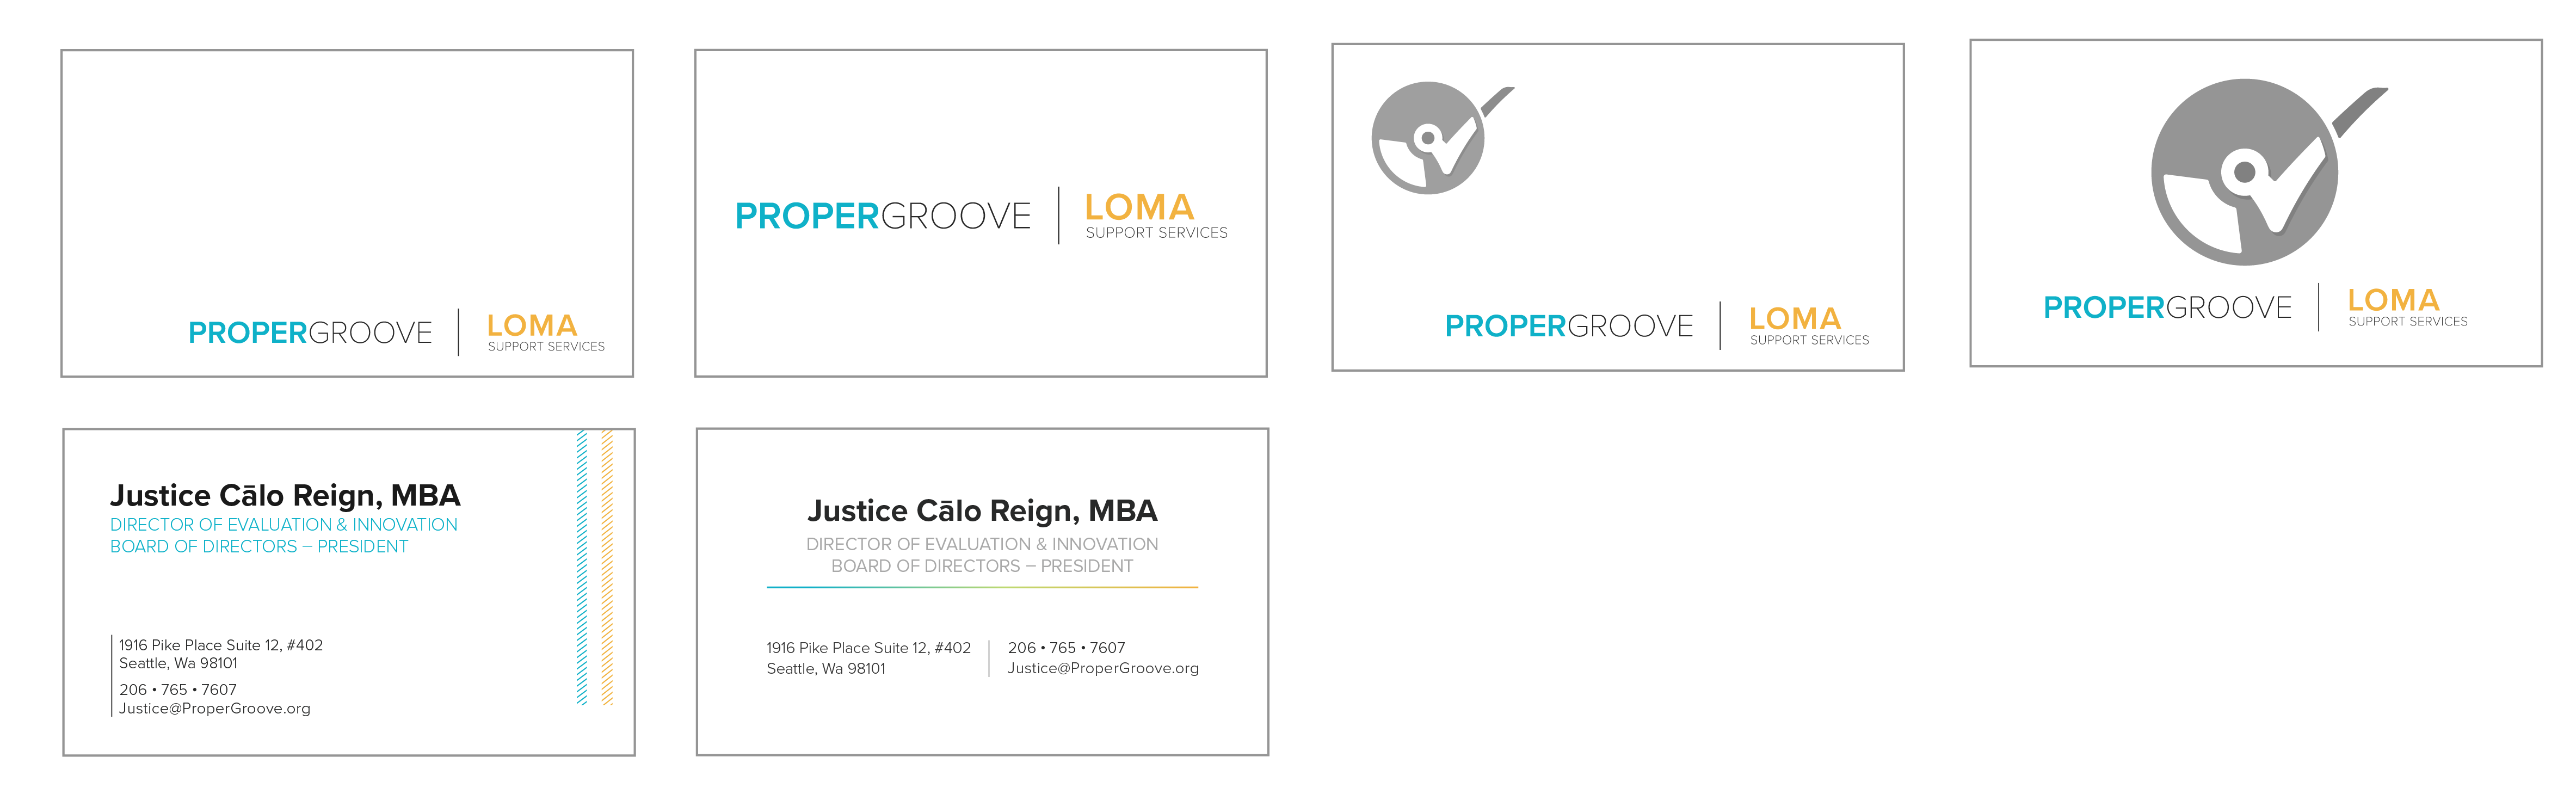 PROPERGROOVE
LOMA
SUPPORT SERVICES
PROPERGROOVE
LOMA
SUPPORT SERVICES
PROPERGROOVE
LOMA
SUPPORT SERVICES
PROPERGROOVE
LOMA
SUPPORT SERVICES
Justice Cālo Reign, MBA
DIRECTOR OF EVALUATION & INNOVATION
BOARD OF DIRECTORS – PRESIDENT
1916 Pike Place Suite 12, #402
Seattle, Wa 98101
206 • 765 • 7607
Justice@ProperGroove.org
Justice Cālo Reign, MBA
DIRECTOR OF EVALUATION & INNOVATION
BOARD OF DIRECTORS – PRESIDENT
1916 Pike Place Suite 12, #402
Seattle, Wa 98101
206 • 765 • 7607
Justice@ProperGroove.org